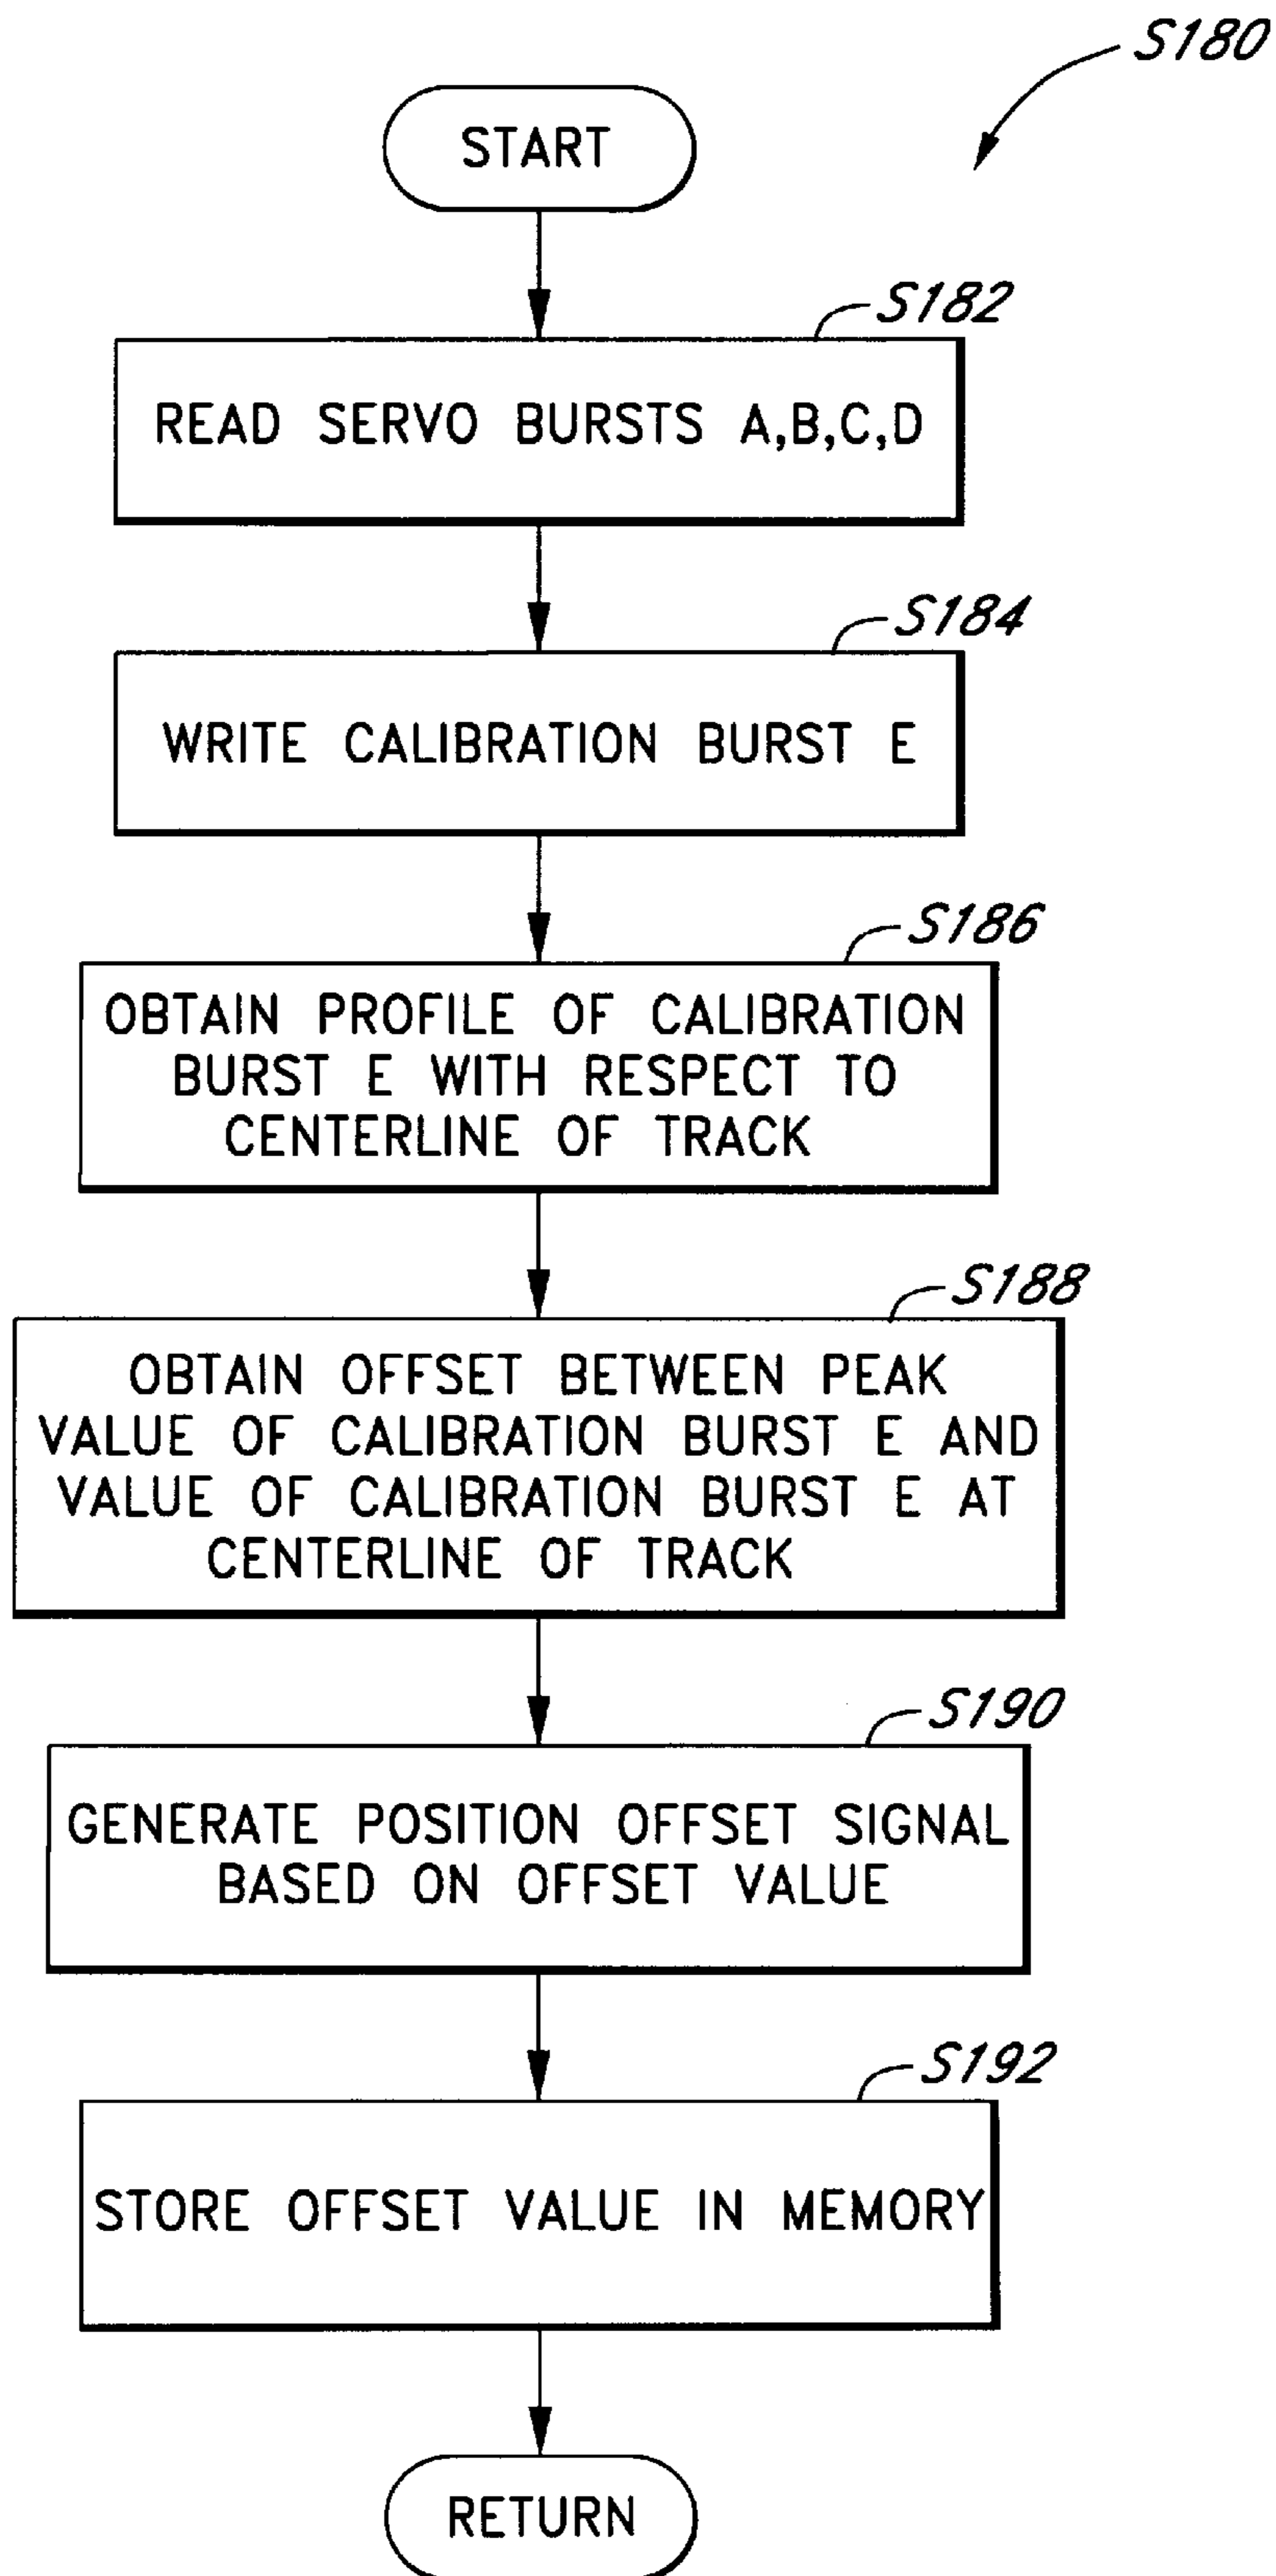 S180
START
S182
READ SERVO BURSTS A,B,C,D
S184
WRITE CALIBRATION BURST E
S186
OBTAIN PROFILE OF CALIBRATION
BURST E WITH RESPECT TO
CENTERLINE OF TRACK
S188
OBTAIN OFFSET BETWEEN PEAK
VALUE OF CALIBRATION BURST E AND
VALUE OF CALIBRATION BURST E AT
CENTERLINE OF TRACK
S190
GENERATE POSITION OFFSET SIGNAL
BASED ON OFFSET VALUE
S192
STORE OFFSET VALUE IN MEMORY
RETURN